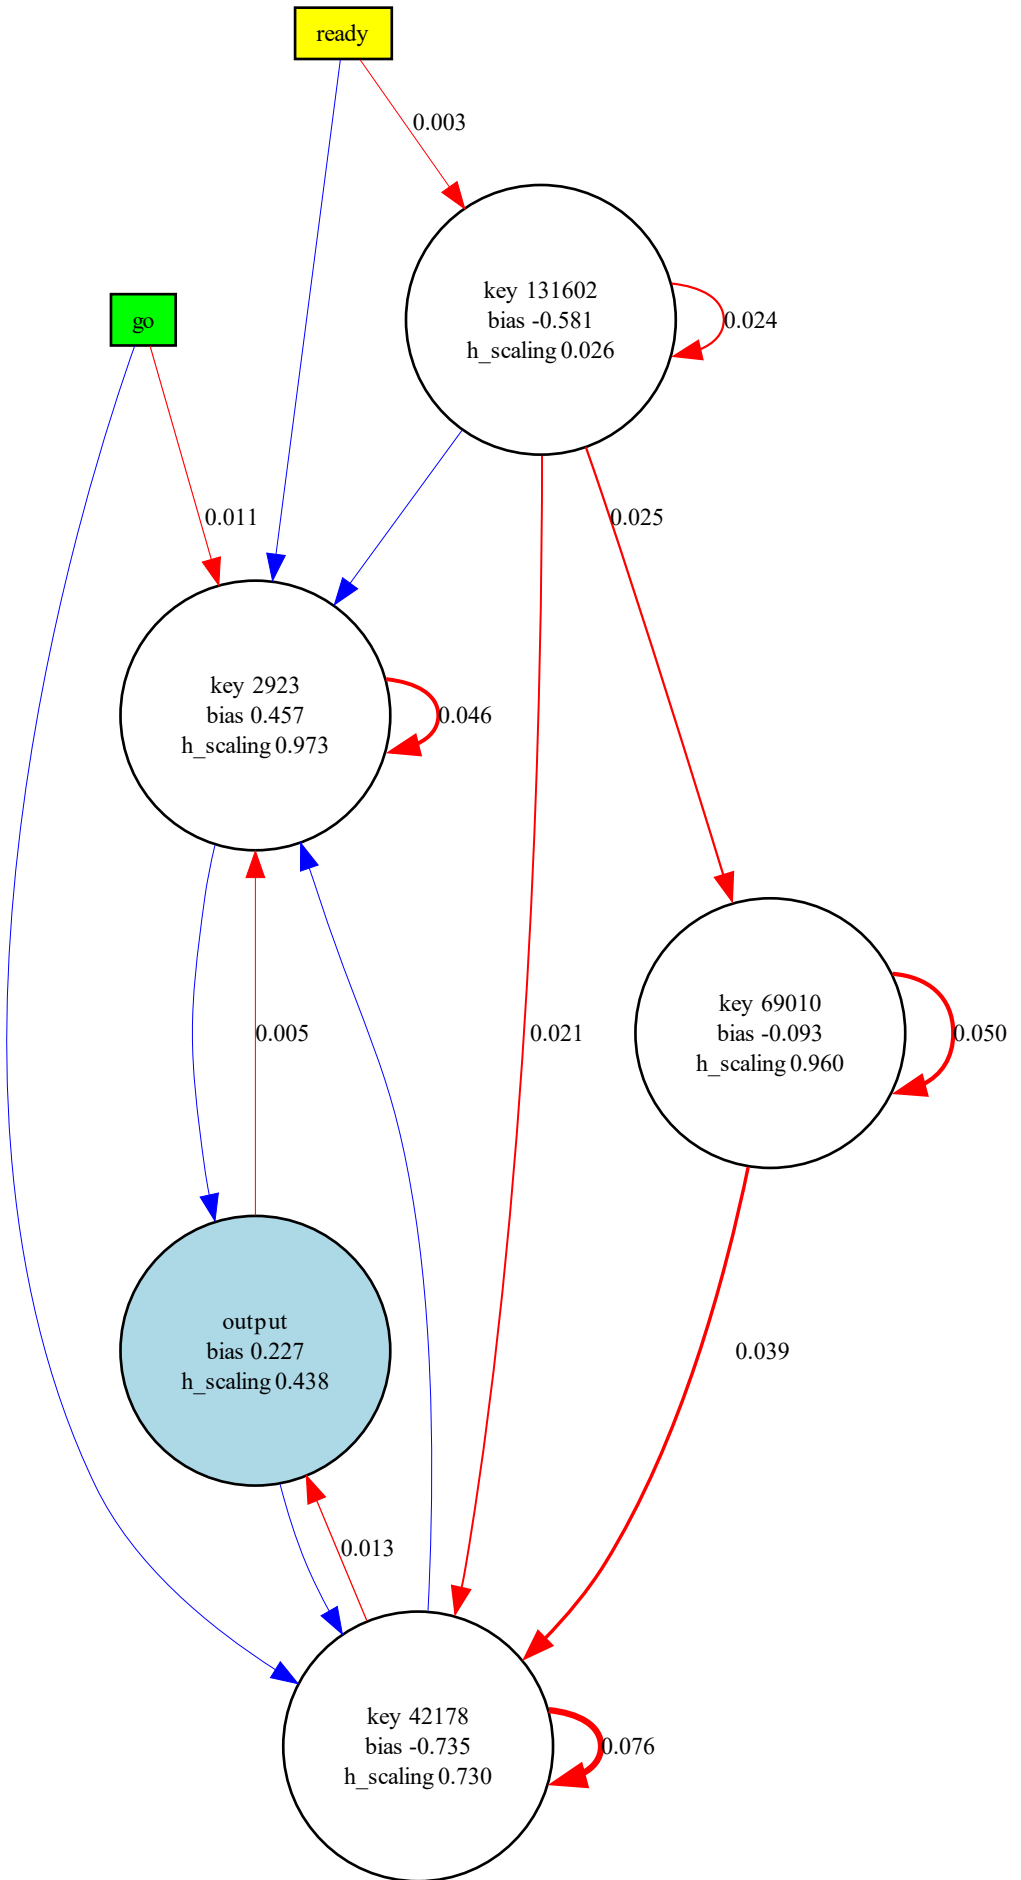 ready
0.003
key 131602
bias -0.581
h_scaling 0.026
0.024
go
0.011
0.025
key 2923
bias 0.457
h_scaling 0.973
0.046
key 69010
bias -0.093
h_scaling 0.960
0.050
0.005
0.021
output
bias 0.227
h_scaling 0.438
0.039
0.013
key 42178
bias -0.735
h_scaling 0.730
0.076